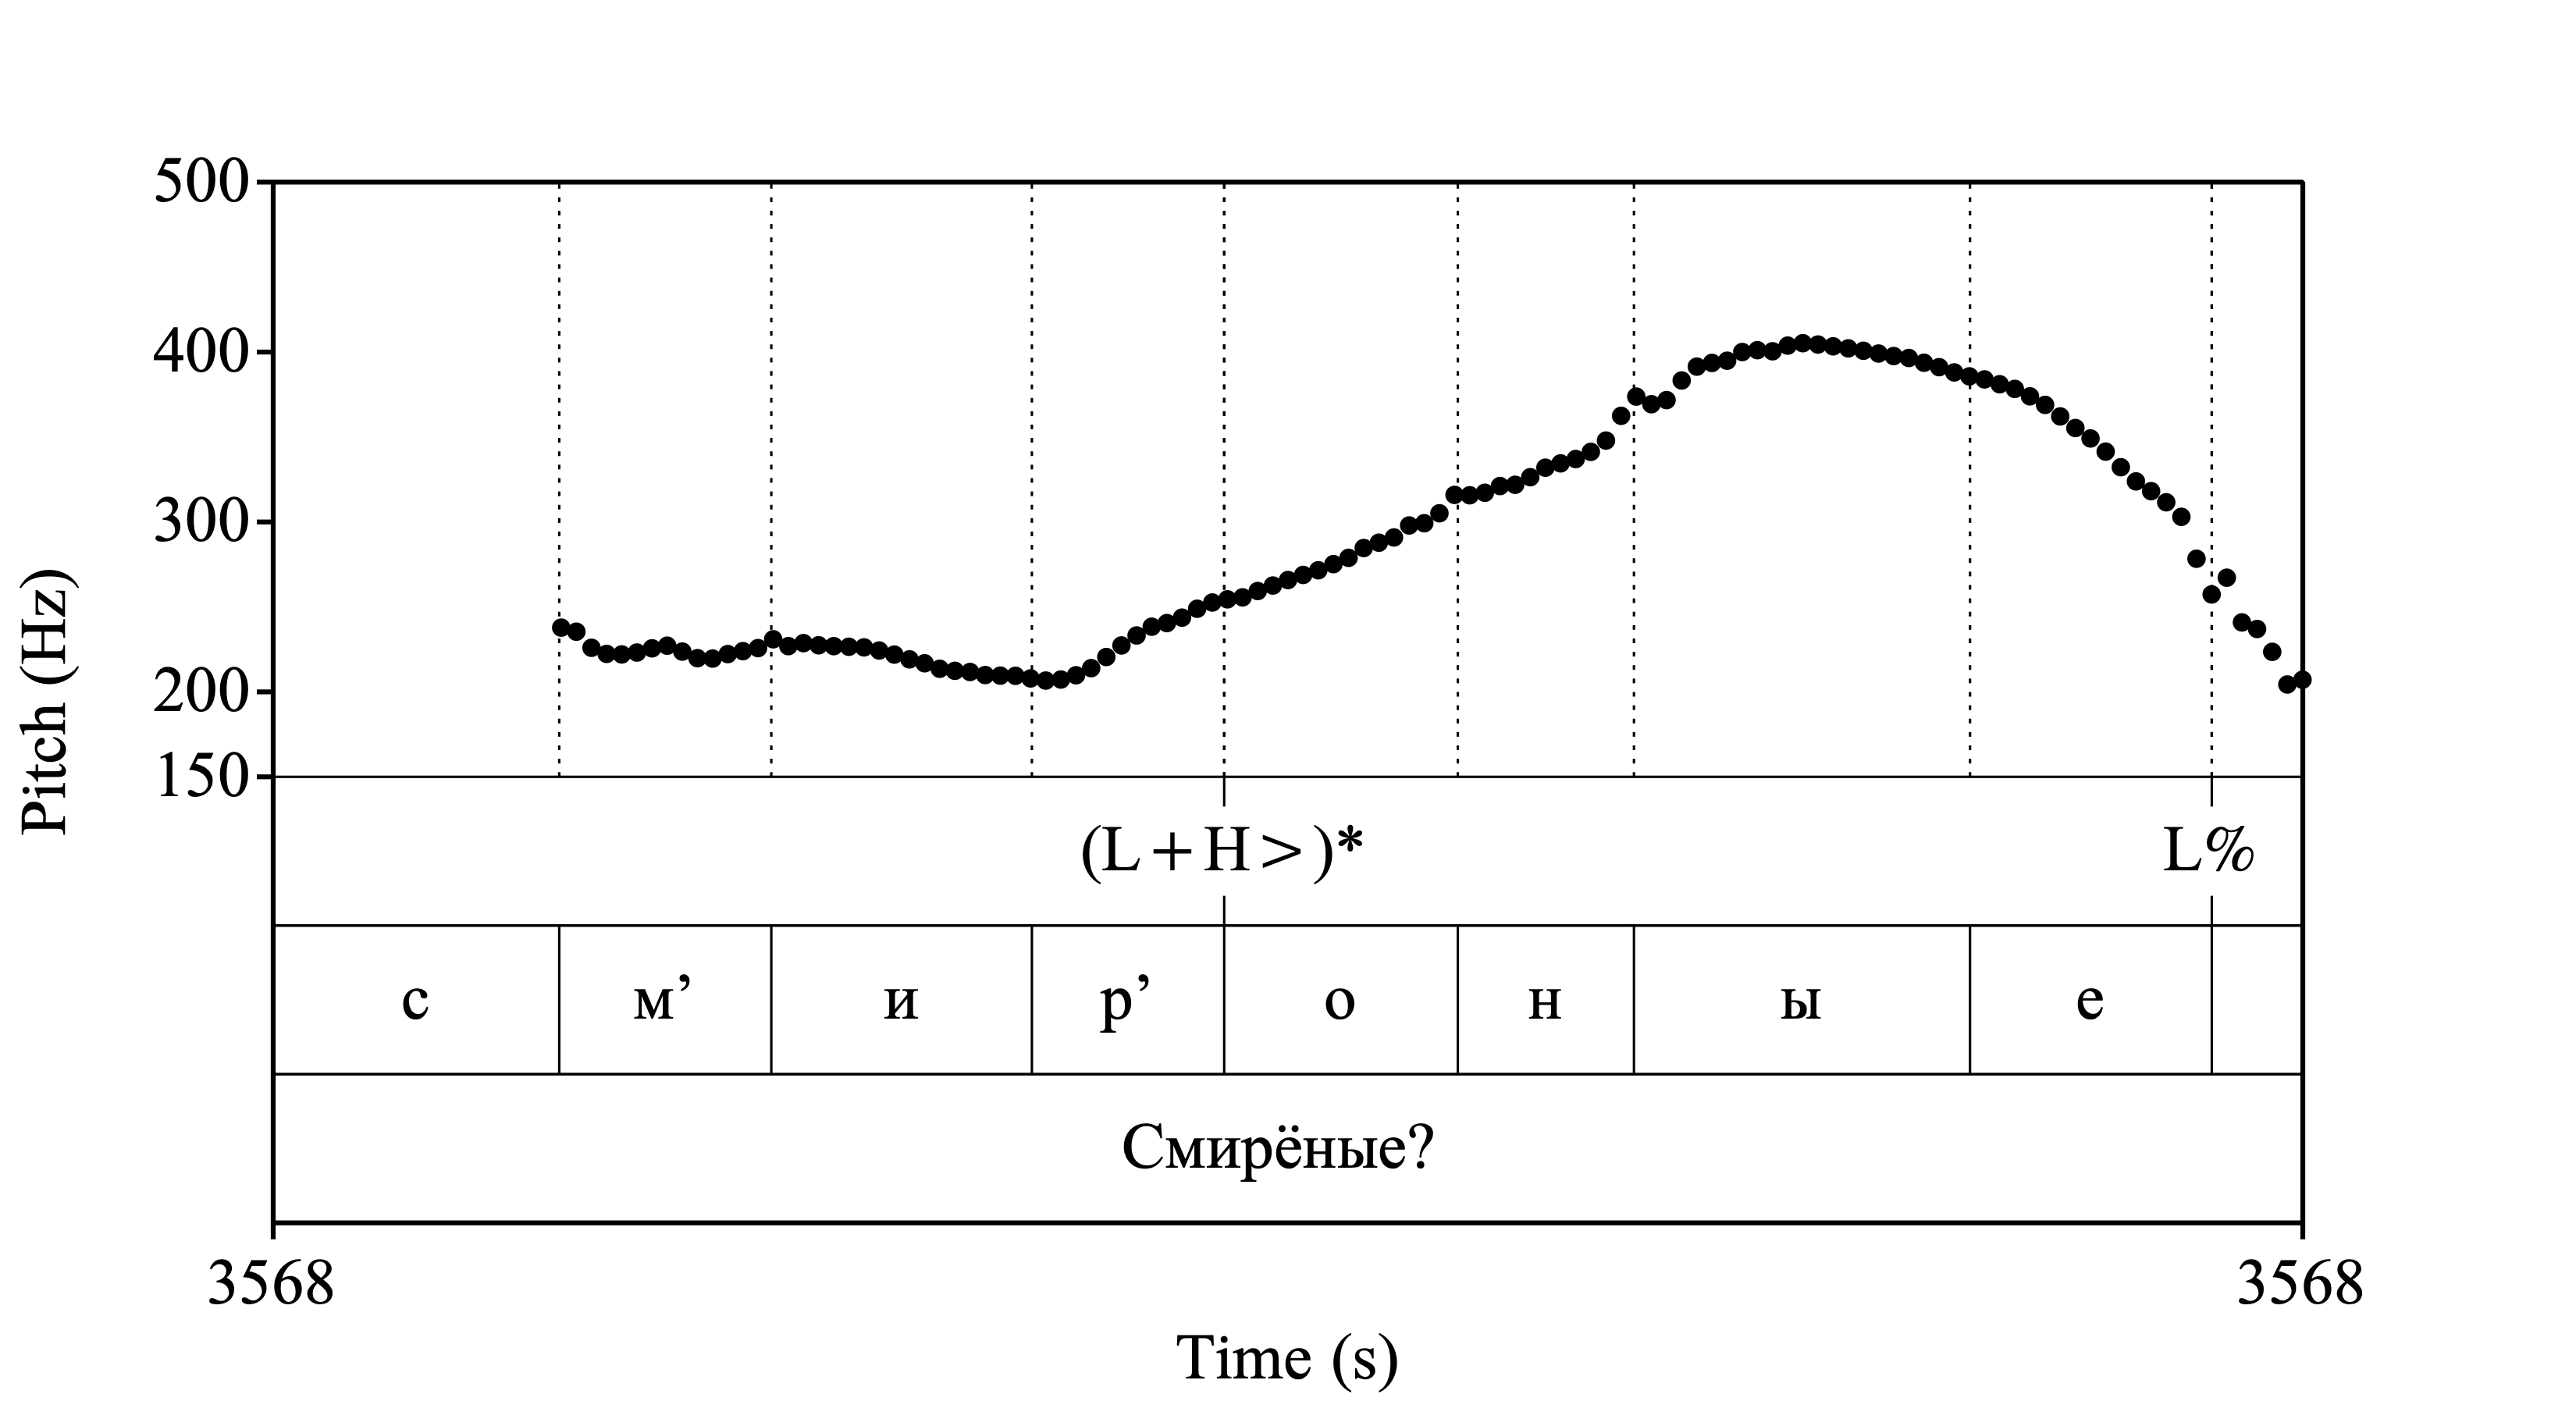 500
400
300
200
150
Pitch (Hz)
(L+H>)* L%
с м’ и р’ о н ы е
Смирёные?
3568 3568
Time (s)